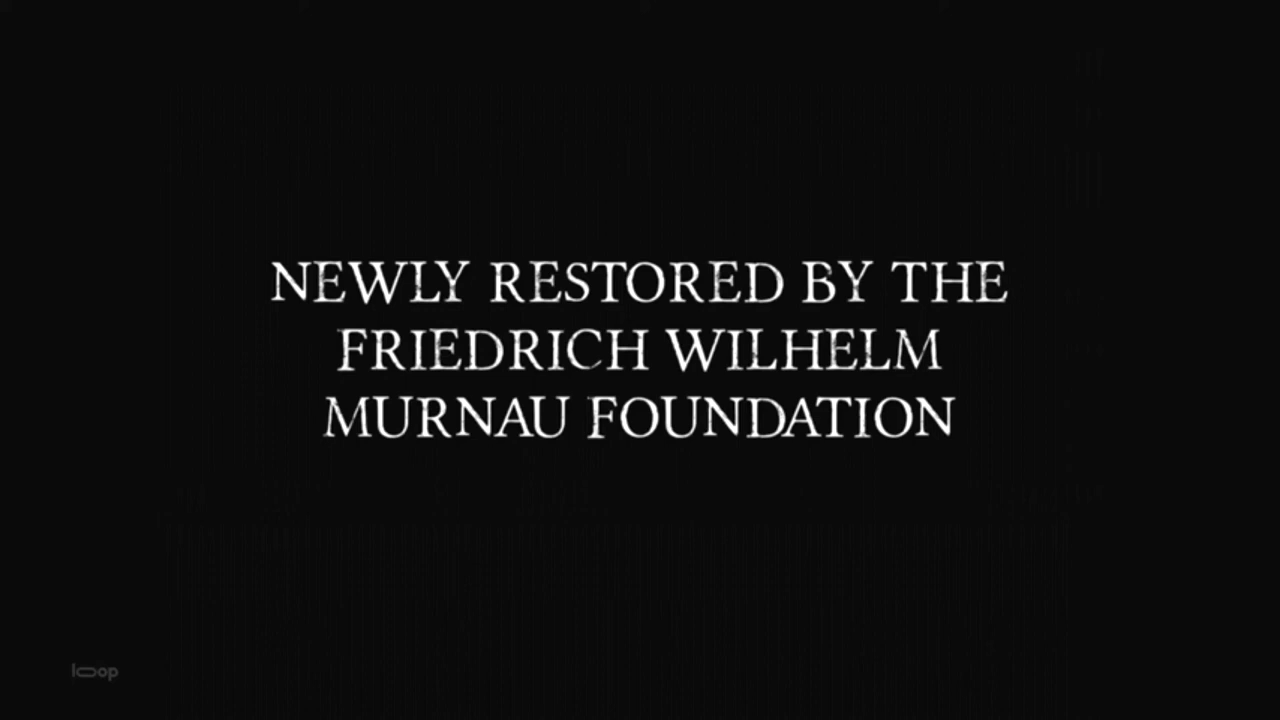 NEWLY RESTORED BY THE
FRIEDRICH WILHELM
MURNAU FOUNDATION
loop